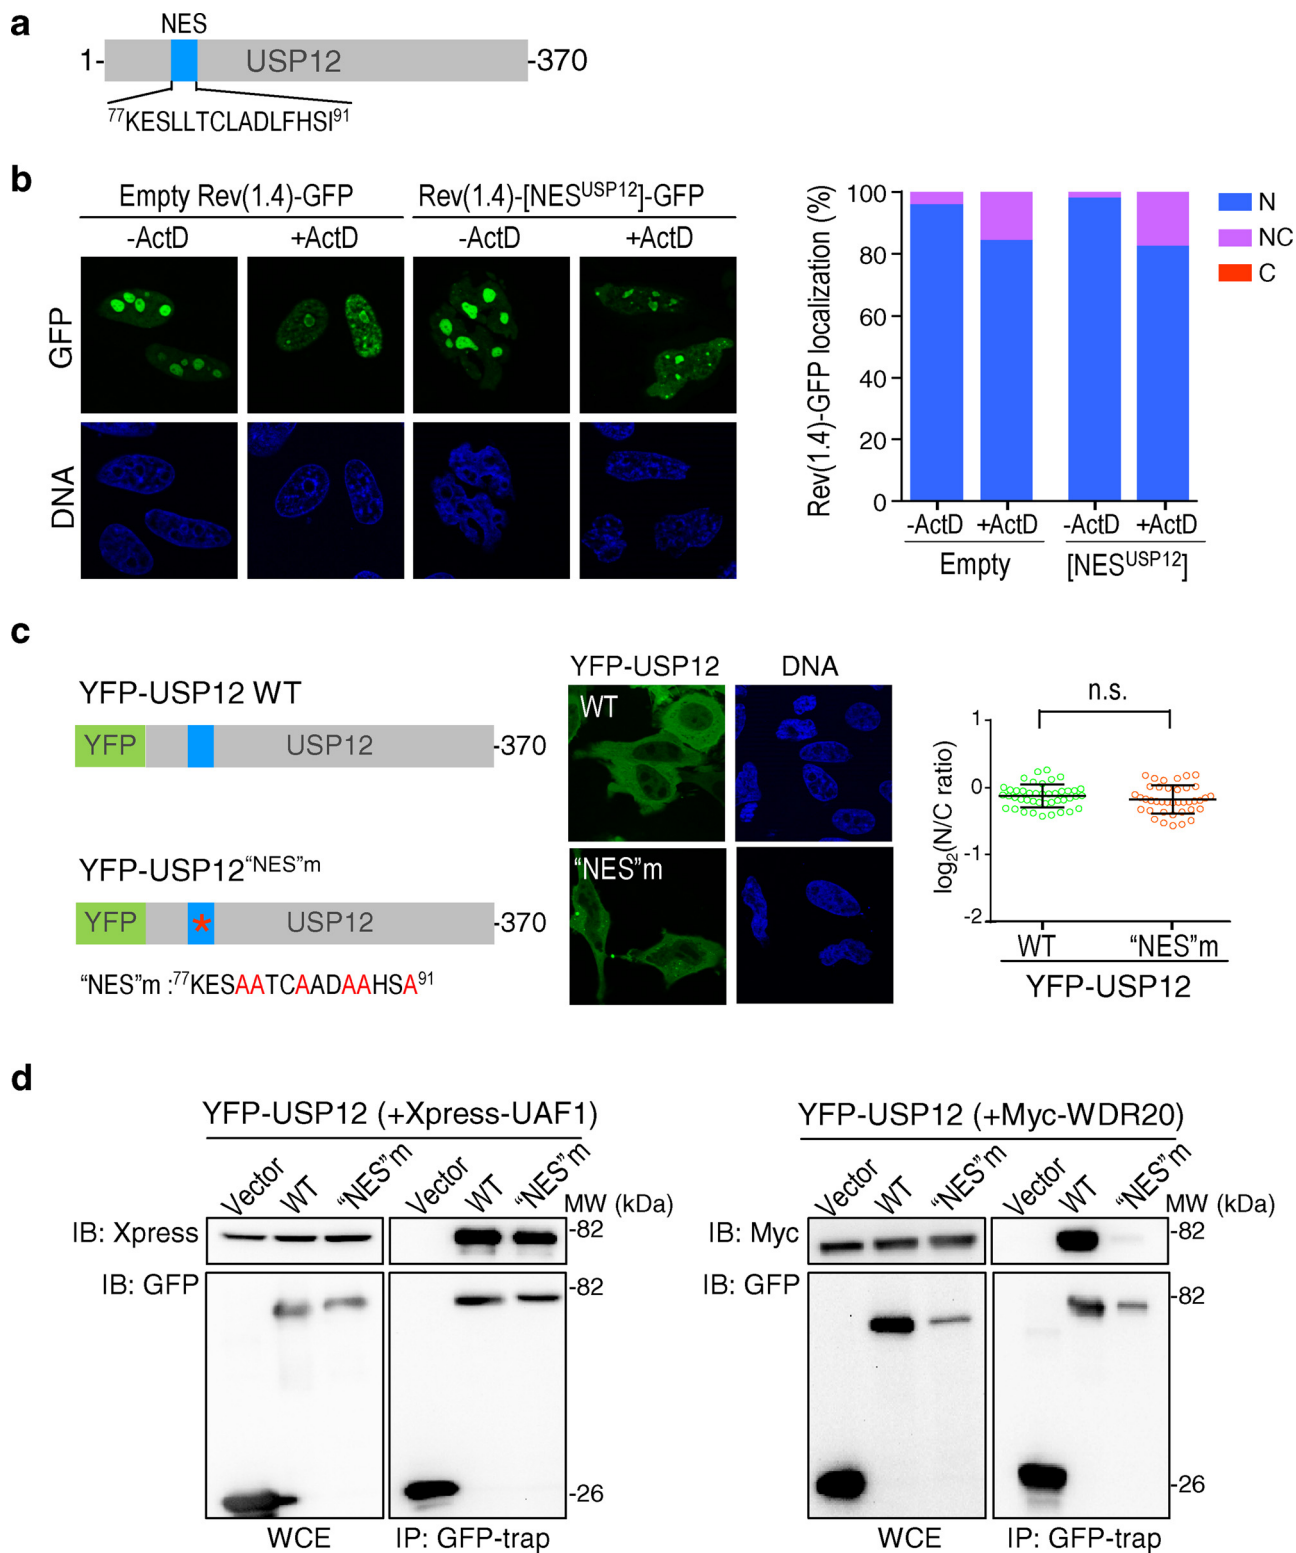 a
NES
1-
USP12
-370
⁷⁷KESLLTCLADLFHSI⁹¹
b
Empty Rev(1.4)-GFP
Rev(1.4)-[NESᵁˢᴾ¹²]-GFP
-ActD
+ActD
-ActD
+ActD
GFP
DNA
Rev(1.4)-GFP localization (%)
100
80
60
40
20
0
-ActD
+ActD
-ActD
+ActD
Empty
[NESᵁˢᴾ¹²]
N
NC
C
c
YFP-USP12 WT
YFP
USP12
-370
YFP-USP12“NES”m
YFP
*
USP12
-370
“NES”m :⁷⁷KESAATCAADAAHSA⁹¹
YFP-USP12
DNA
WT
“NES”m
n.s.
log₂(N/C ratio)
1
0
-1
-2
WT
“NES”m
YFP-USP12
d
YFP-USP12 (+Xpress-UAF1)
Vector
WT
“NES”m
Vector
WT
“NES”m
MW (kDa)
IB: Xpress
-82
IB: GFP
-82
-26
WCE
IP: GFP-trap
YFP-USP12 (+Myc-WDR20)
Vector
WT
“NES”m
Vector
WT
“NES”m
MW (kDa)
IB: Myc
-82
IB: GFP
-82
-26
WCE
IP: GFP-trap